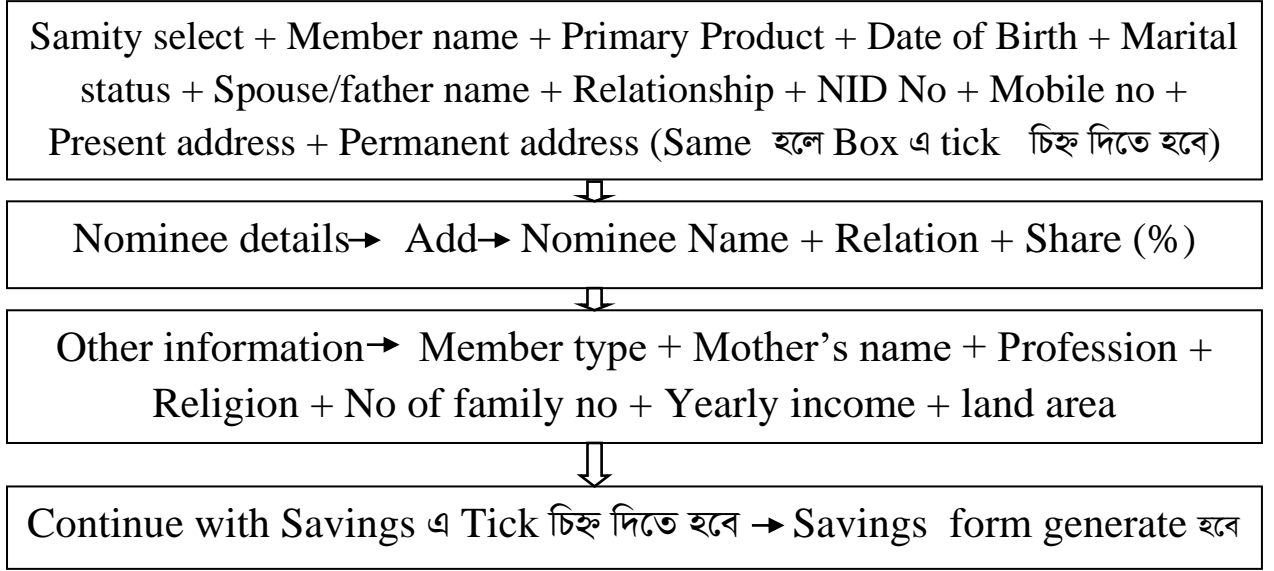 Samity select + Member name + Primary Product + Date of Birth + Marital
status + Spouse/father name + Relationship + NID No + Mobile no +
Present address + Permanent address (Same হলে Box এ tick চিহ্ন দিতে হবে)
Nominee details→ Add→ Nominee Name + Relation + Share (%)
Other information→ Member type + Mother’s name + Profession +
Religion + No of family no + Yearly income + land area
Continue with Savings এ Tick চিহ্ন দিতে হবে → Savings form generate হবে